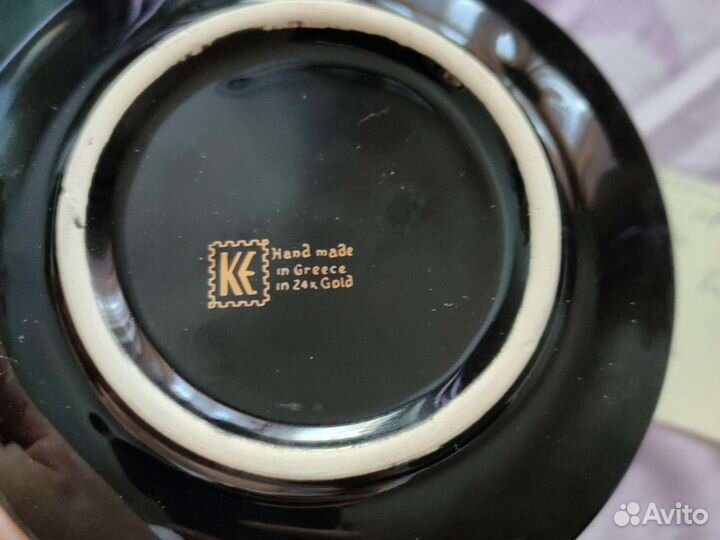 KE
Hand made
in Greece
in 24K Gold
Avito